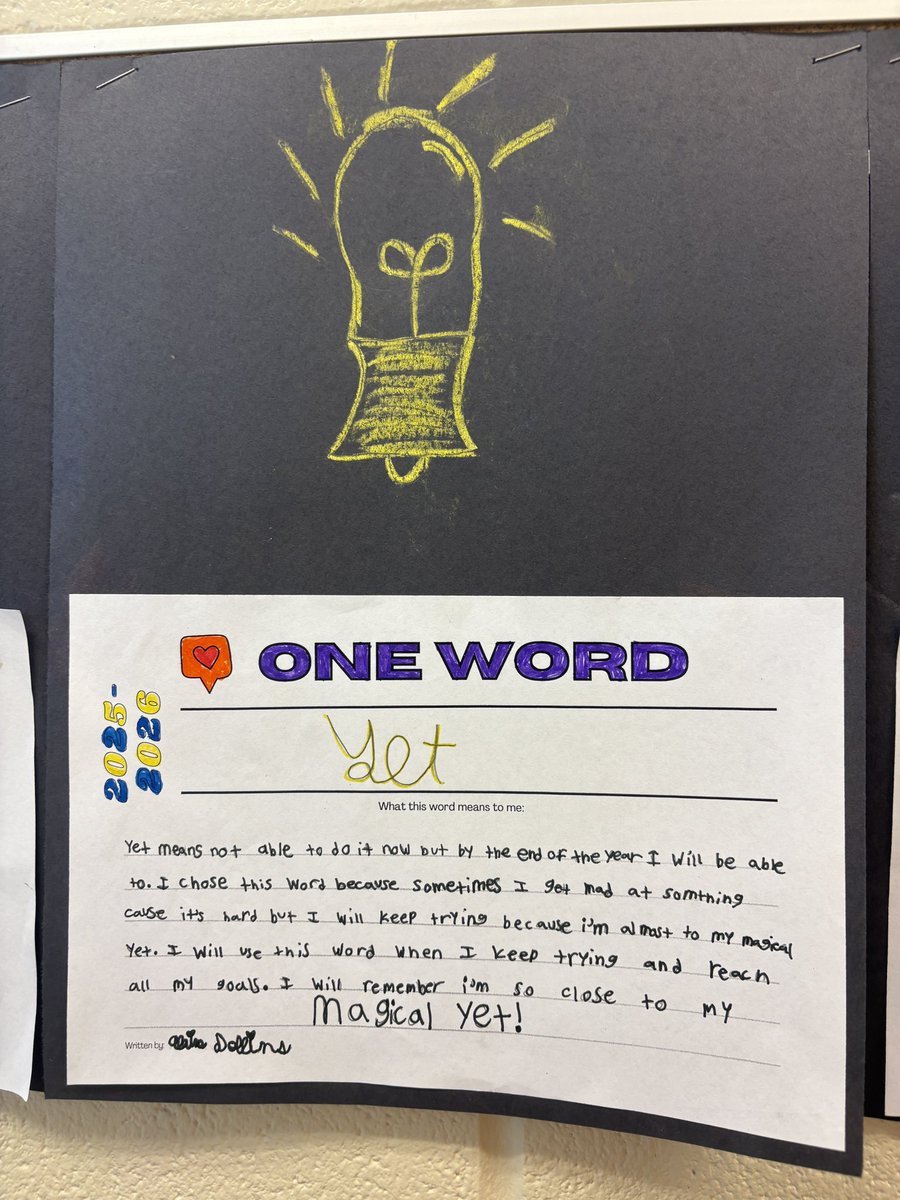 ONE WORD
2025-
2026
Yet
What this word means to me:
Yet means not able to do it now but by the end of the year I will be able
to. I chose this word because sometimes I get mad at somthing
cause it's hard but I will keep trying because i'm almost to my magical
Yet. I will use this word when I keep trying and reach
all my goals. I will remember i'm so close to my
Magical Yet!
Written by: Dollins